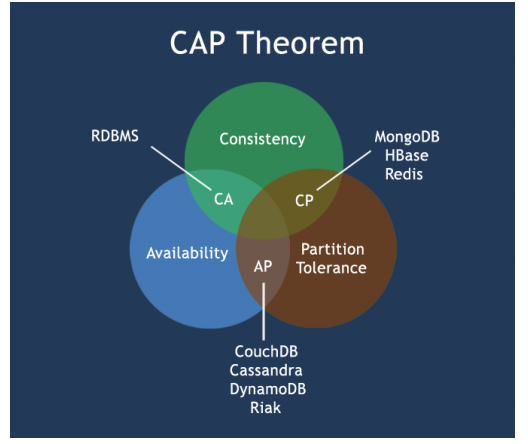 CAP Theorem
RDBMS
Consistency
MongoDB
HBase
Redis
CA
CP
Availability
Partition
Tolerance
AP
CouchDB
Cassandra
DynamoDB
Riak